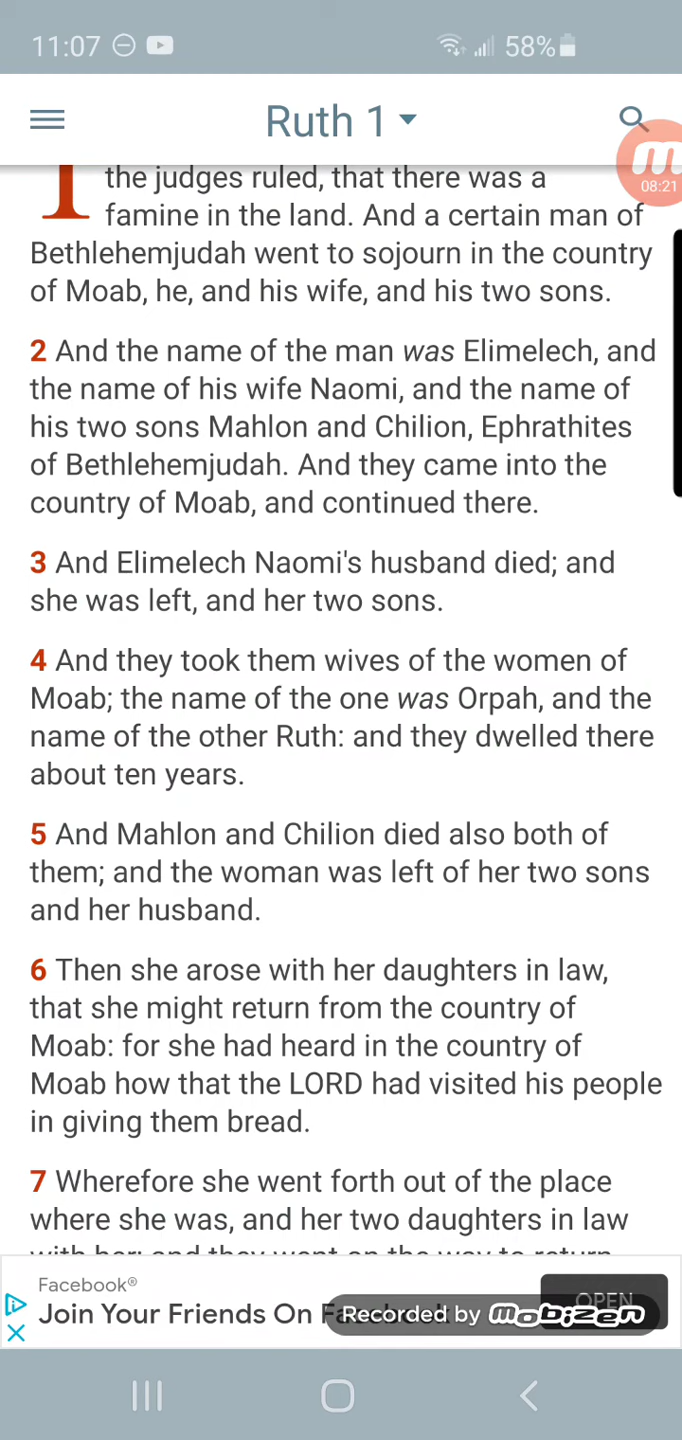 11:07 58%
Ruth 1
08:21
the judges ruled, that there was a
famine in the land. And a certain man of
Bethlehemjudah went to sojourn in the country
of Moab, he, and his wife, and his two sons.
2 And the name of the man was Elimelech, and
the name of his wife Naomi, and the name of
his two sons Mahlon and Chilion, Ephrathites
of Bethlehemjudah. And they came into the
country of Moab, and continued there.
3 And Elimelech Naomi's husband died; and
she was left, and her two sons.
4 And they took them wives of the women of
Moab; the name of the one was Orpah, and the
name of the other Ruth: and they dwelled there
about ten years.
5 And Mahlon and Chilion died also both of
them; and the woman was left of her two sons
and her husband.
6 Then she arose with her daughters in law,
that she might return from the country of
Moab: for she had heard in the country of
Moab how that the LORD had visited his people
in giving them bread.
7 Wherefore she went forth out of the place
where she was, and her two daughters in law
with her; and they went on the way to return
Facebook®
Join Your Friends On Facebook
OPEN
Recorded by mobizen